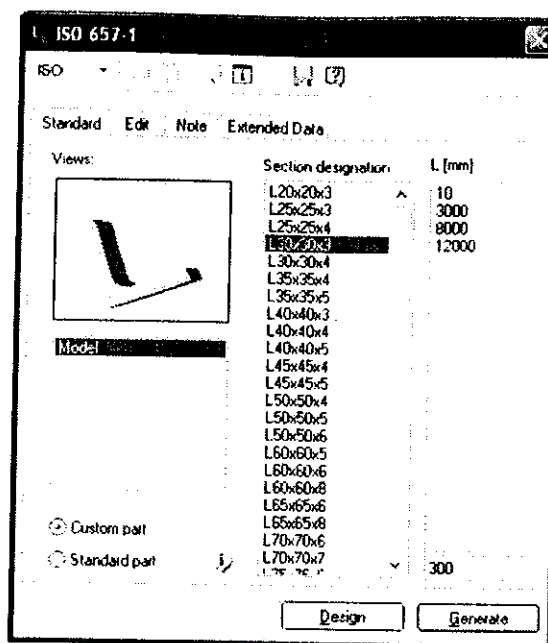 ISO 657-1
ISO
Standard Edit Note Extended Data
Views:
Section designation
L [mm]
L20x20x3
L25x25x3
L25x25x4
L30x30x3
L30x30x4
L35x35x4
L35x35x5
L40x40x3
L40x40x4
L40x40x5
L45x45x4
L45x45x5
L50x50x4
L50x50x5
L50x50x6
L60x60x5
L60x60x6
L60x60x8
L65x65x6
L65x65x8
L70x70x6
L70x70x7
10
3000
8000
12000
300
Model
Custom part
Standard part
Design
Generate